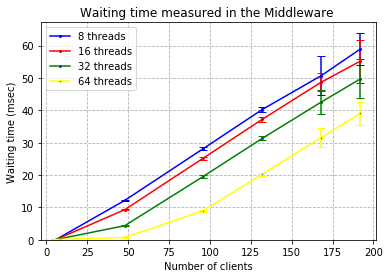 Waiting time measured in the Middleware
8 threads
16 threads
32 threads
64 threads
Waiting time (msec)
60
50
40
30
20
10
0
0 25 50 75 100 125 150 175 200
Number of clients